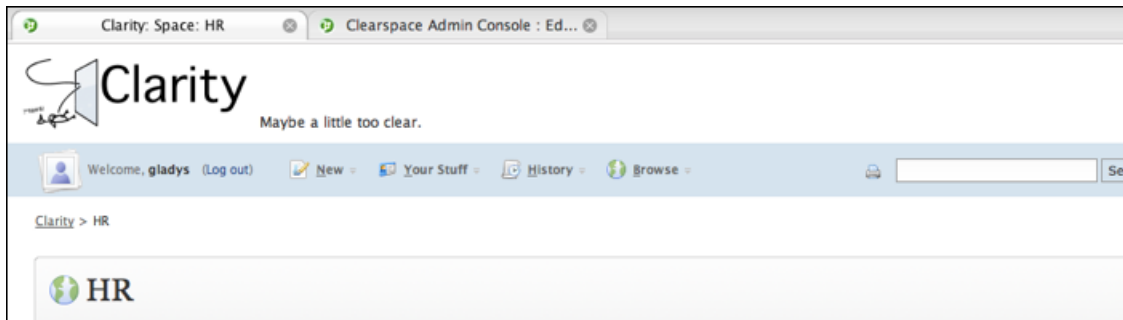 Clarity: Space: HR
Clearspace Admin Console : Ed...
Clarity
Maybe a little too clear.
Welcome, gladys (Log out) New Your Stuff History Browse Se
Clarity > HR
HR